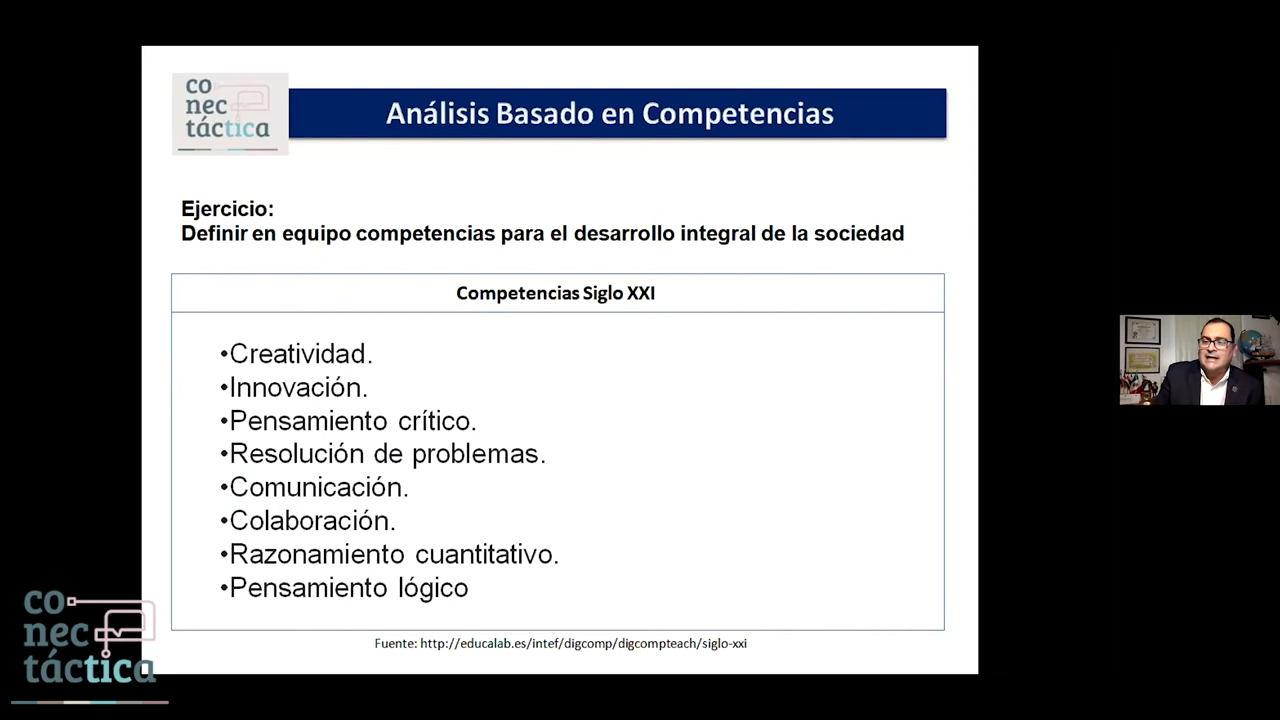 co
nec
táctica
Análisis Basado en Competencias
Ejercicio:
Definir en equipo competencias para el desarrollo integral de la sociedad
Competencias Siglo XXI
•Creatividad.
•Innovación.
•Pensamiento crítico.
•Resolución de problemas.
•Comunicación.
•Colaboración.
•Razonamiento cuantitativo.
•Pensamiento lógico
Fuente: http://educalab.es/intef/digcomp/digcompteach/siglo-xxi
co
nec
táctica